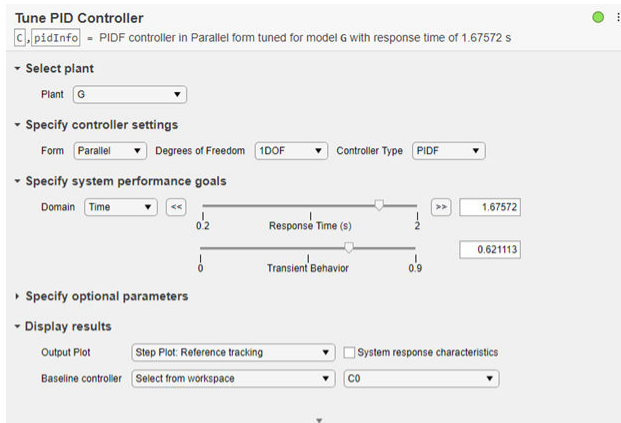 Tune PID Controller
C , pidInfo = PIDF controller in Parallel form tuned for model G with response time of 1.67572 s
Select plant
Plant G
Specify controller settings
Form Parallel Degrees of Freedom 1DOF Controller Type PIDF
Specify system performance goals
Domain Time << >> 1.67572
0.2 Response Time (s) 2
0.621113
0 Transient Behavior 0.9
Specify optional parameters
Display results
Output Plot Step Plot: Reference tracking System response characteristics
Baseline controller Select from workspace C0